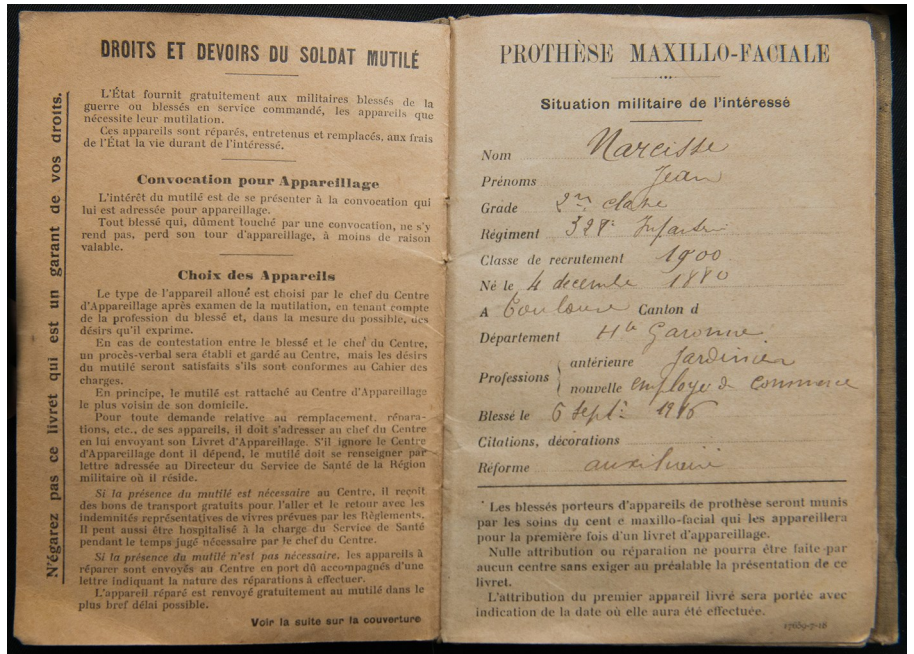 N'égarez pas ce livret qui est un garant de vos droits.
DROITS ET DEVOIRS DU SOLDAT MUTILÉ
L'État fournit gratuitement aux militaires blessés de la
guerre ou blessés en service commandé, les appareils que
nécessite leur mutilation.
Ces appareils sont réparés, entretenus et remplacés, aux frais
de l'État la vie durant de l'intéressé.
Convocation pour Appareillage
L'intérêt du mutilé est de se présenter à la convocation qui
lui est adressée pour appareillage.
Tout blessé qui, dûment touché par une convocation, ne s'y
rend pas, perd son tour d'appareillage, à moins de raison
valable.
Choix des Appareils
Le type de l'appareil alloué est choisi par le chef du Centre
d'Appareillage après examen de la mutilation, en tenant compte
de la profession du blessé et, dans la mesure du possible, des
désirs qu'il exprime.
En cas de contestation entre le blessé et le chef du Centre,
un procès-verbal sera établi et gardé au Centre, mais les désirs
du mutilé seront satisfaits s'ils sont conformes au Cahier des
charges.
En principe, le mutilé est rattaché au Centre d'Appareillage
le plus voisin de son domicile.
Pour toute demande relative au remplacement, répara-
tions, etc., de ses appareils, il doit s'adresser au chef du Centre
en lui envoyant son Livret d'Appareillage. S'il ignore le Centre
d'Appareillage dont il dépend, le mutilé doit se renseigner par
lettre adressée au Directeur du Service de Santé de la Région
militaire où il réside.
Si la présence du mutilé est nécessaire au Centre, il reçoit
des bons de transport gratuits pour l'aller et le retour avec les
indemnités représentatives de vivres prévues par les Règlements.
Il peut aussi être hospitalisé à la charge du Service de Santé
pendant le temps jugé nécessaire par le chef du Centre.
Si la présence du mutilé n'est pas nécessaire, les appareils à
réparer sont envoyés au Centre en port dû accompagnés d'une
lettre indiquant la nature des réparations à effectuer.
L'appareil réparé est renvoyé gratuitement au mutilé dans le
plus bref délai possible.
Voir la suite sur la couverture
PROTHÈSE MAXILLO-FACIALE
Situation militaire de l'intéressé
Nom Narcisse
Prénoms Jean
Grade 2me classe
Régiment Infanterie
Classe de recrutement 1900
Né le 4 decembre 1880
A Toulouse Canton d
Département Hte Garonne
Professions antérieure Jardinier
nouvelle employé de commerce
Blessé le 6 Septe
Citations, décorations
Réforme auxiliaire
Les blessés porteurs d'appareils de prothèse seront munis
par les soins du cent e maxillo-facial qui les appareillera
pour la première fois d'un livret d'appareillage.
Nulle attribution ou réparation ne pourra être faite par
aucun centre sans exiger au préalable la présentation de ce
livret.
L'attribution du premier appareil livré sera portée avec
indication de la date où elle aura été effectuée.